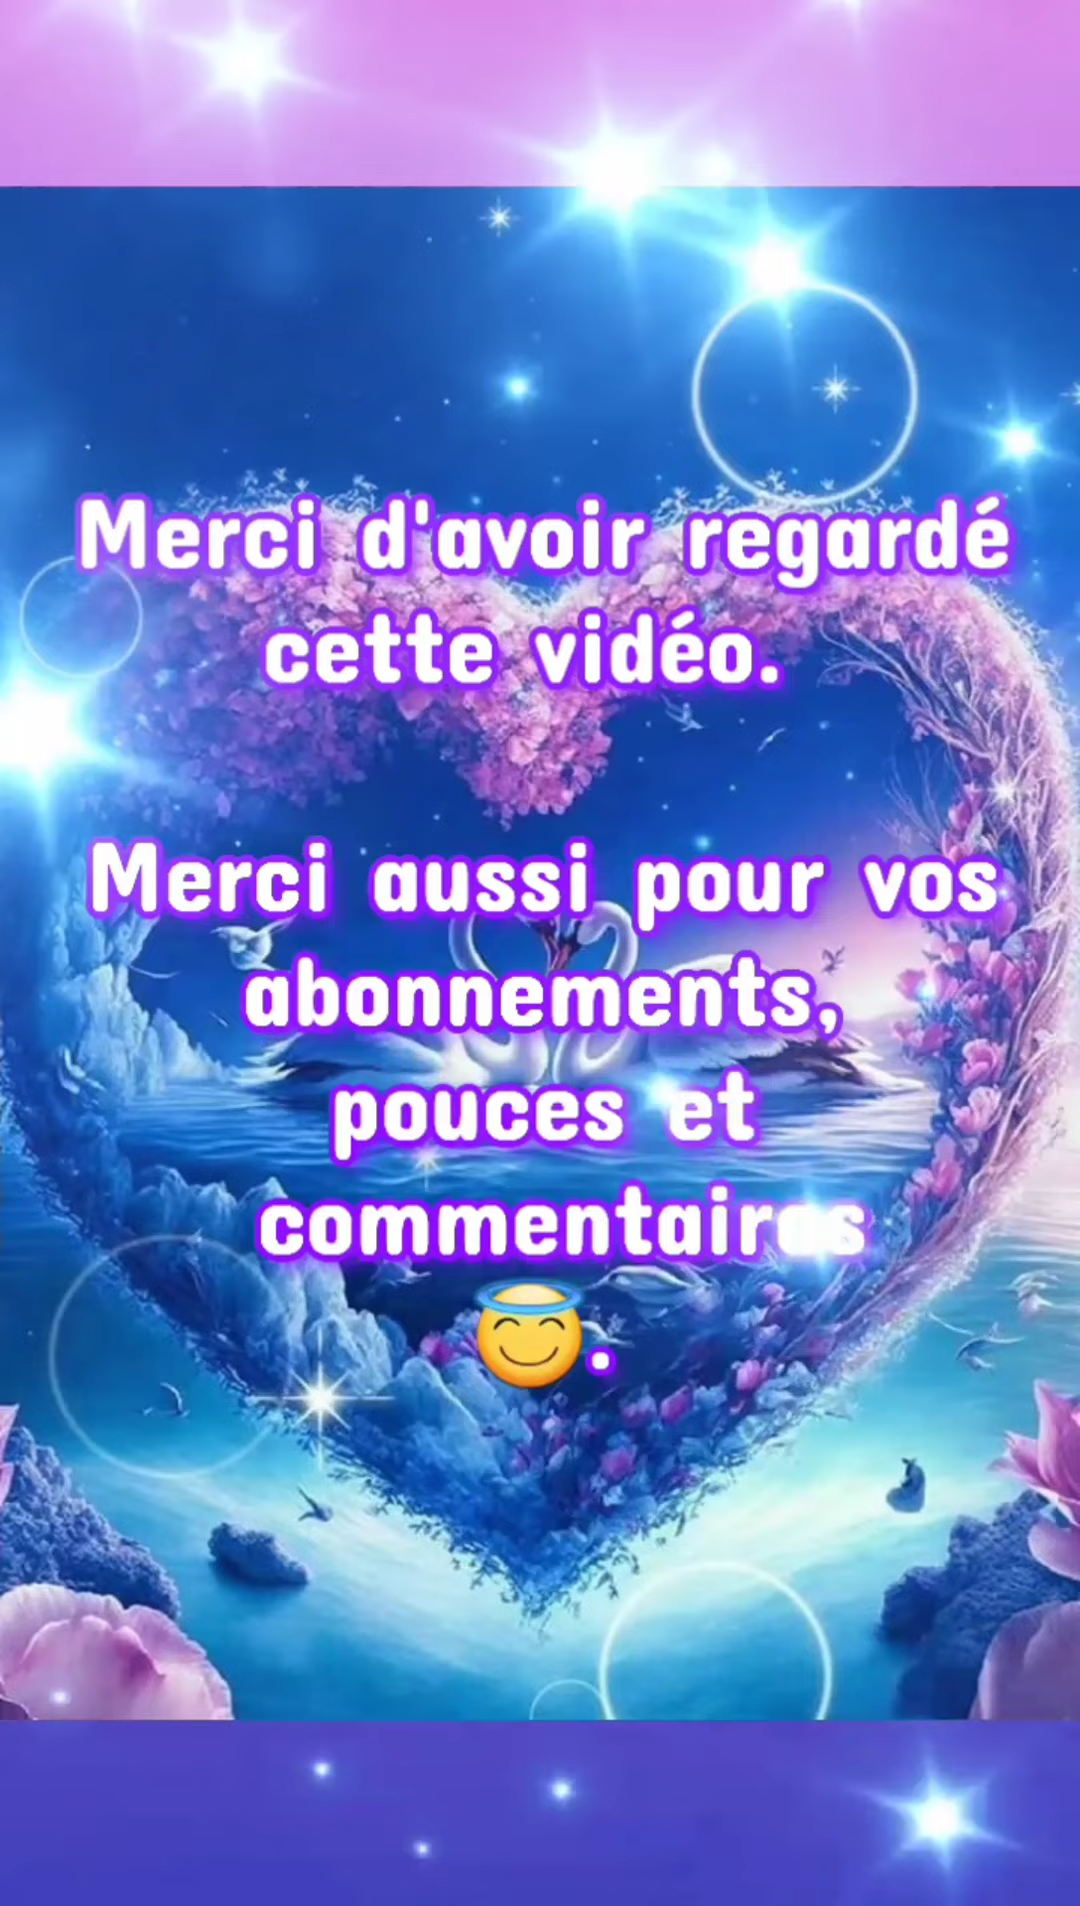 Merci d'avoir regardé
cette vidéo.
Merci aussi pour vos
abonnements,
pouces et
commentaires
😇.